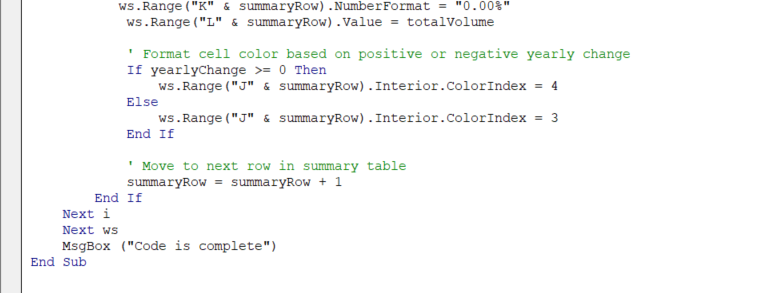 ws.Range("K" & summaryRow).NumberFormat = "0.00%"
ws.Range("L" & summaryRow).Value = totalVolume
' Format cell color based on positive or negative yearly change
If yearlyChange >= 0 Then
ws.Range("J" & summaryRow).Interior.ColorIndex = 4
Else
ws.Range("J" & summaryRow).Interior.ColorIndex = 3
End If
' Move to next row in summary table
summaryRow = summaryRow + 1
End If
Next i
Next ws
MsgBox ("Code is complete")
End Sub